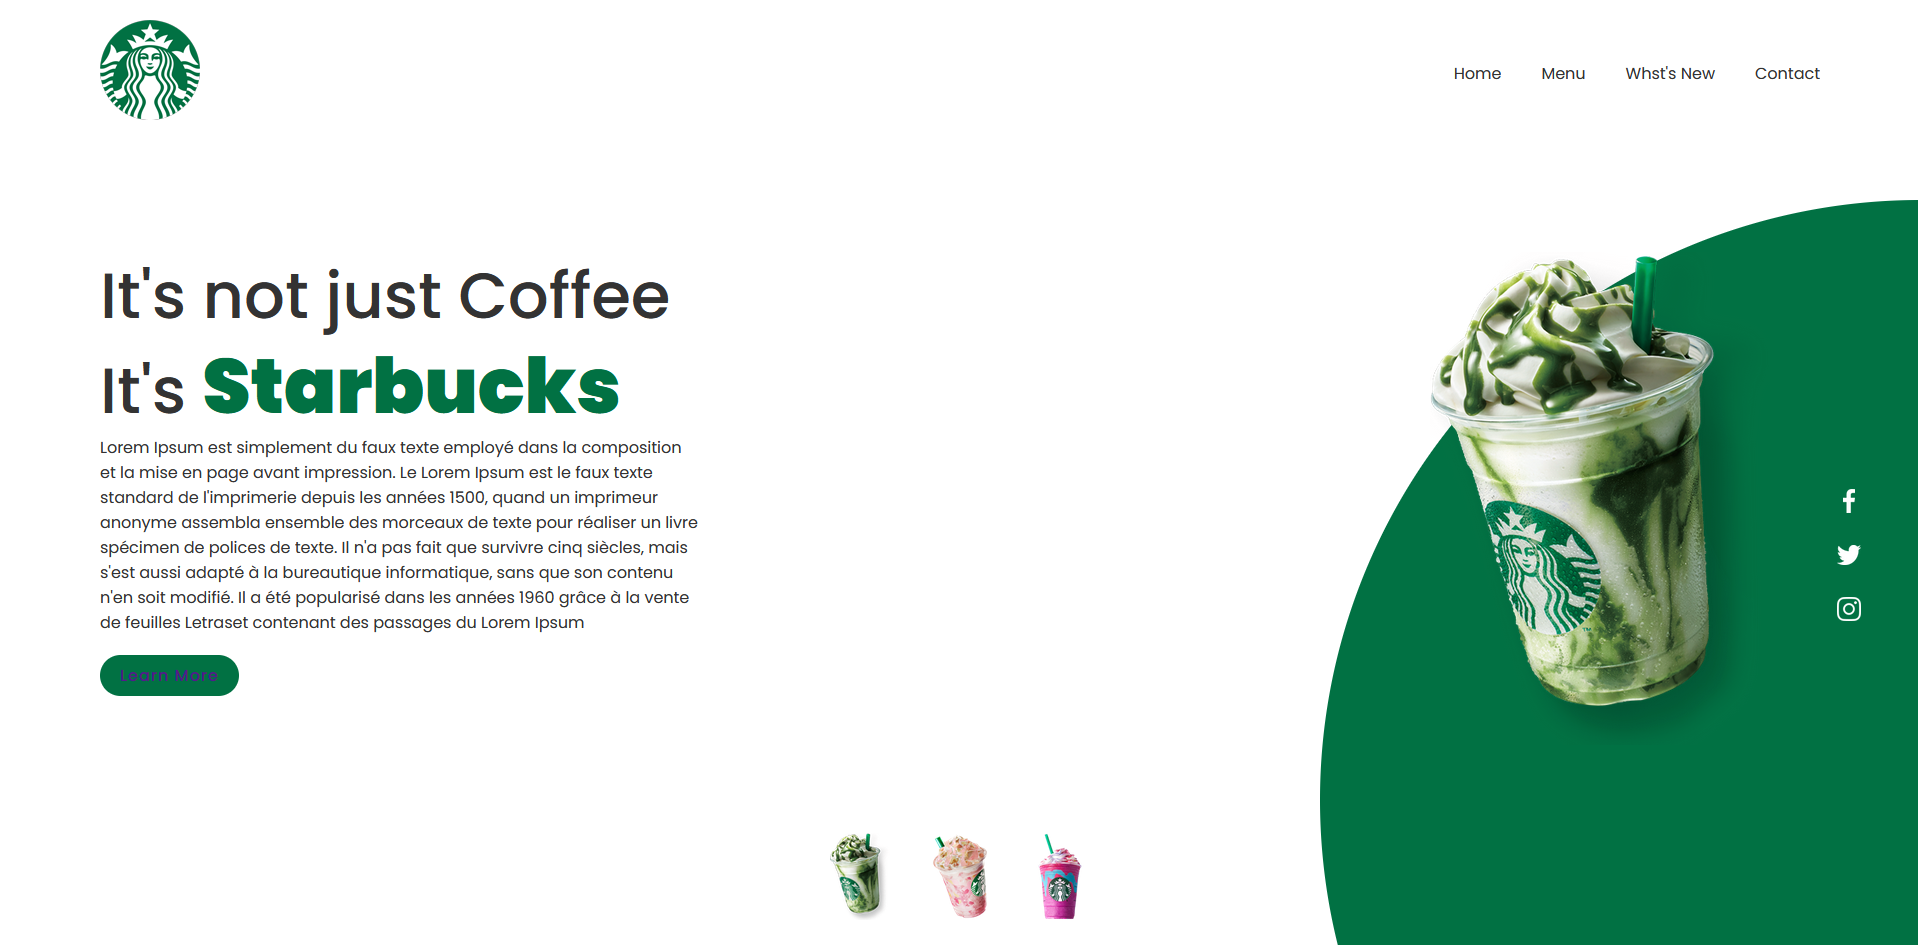 Home Menu Whst's New Contact
It's not just Coffee
It's Starbucks
Lorem Ipsum est simplement du faux texte employé dans la composition
et la mise en page avant impression. Le Lorem Ipsum est le faux texte
standard de l'imprimerie depuis les années 1500, quand un imprimeur
anonyme assembla ensemble des morceaux de texte pour réaliser un livre
spécimen de polices de texte. Il n'a pas fait que survivre cinq siècles, mais
s'est aussi adapté à la bureautique informatique, sans que son contenu
n'en soit modifié. Il a été popularisé dans les années 1960 grâce à la vente
de feuilles Letraset contenant des passages du Lorem Ipsum
Learn More